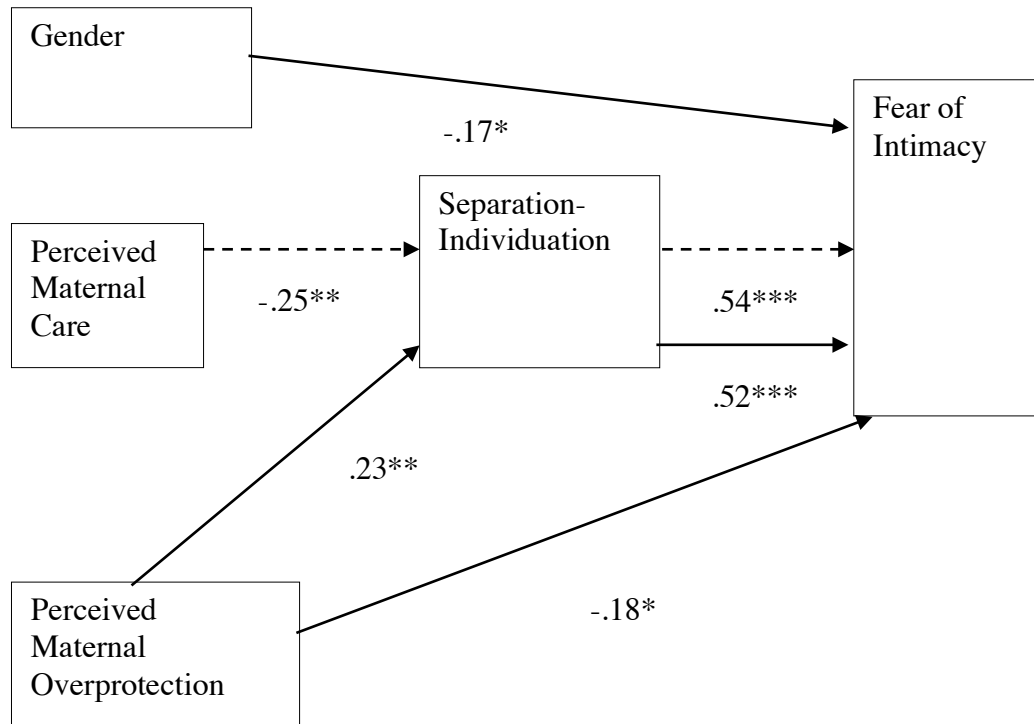 Gender
Fear of
Intimacy
-.17*
Separation-
Individuation
Perceived
Maternal
Care
-.25**
.54***
.52***
.23**
Perceived
Maternal
Overprotection
-.18*